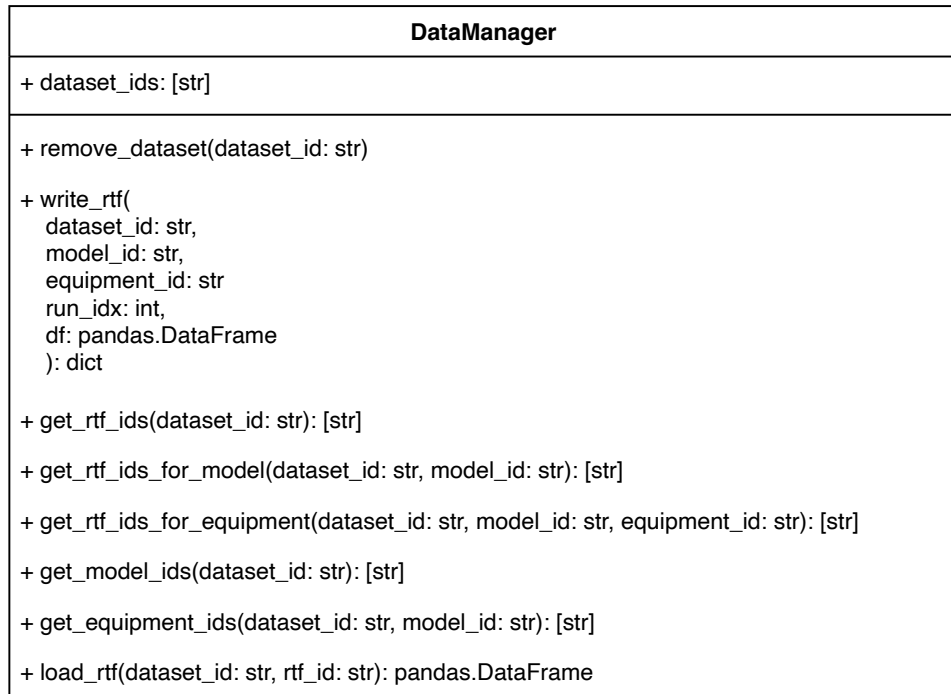 DataManager
+ dataset_ids: [str]
+ remove_dataset(dataset_id: str)
+ write_rtf(
dataset_id: str,
model_id: str,
equipment_id: str
run_idx: int,
df: pandas.DataFrame
): dict
+ get_rtf_ids(dataset_id: str): [str]
+ get_rtf_ids_for_model(dataset_id: str, model_id: str): [str]
+ get_rtf_ids_for_equipment(dataset_id: str, model_id: str, equipment_id: str): [str]
+ get_model_ids(dataset_id: str): [str]
+ get_equipment_ids(dataset_id: str, model_id: str): [str]
+ load_rtf(dataset_id: str, rtf_id: str): pandas.DataFrame